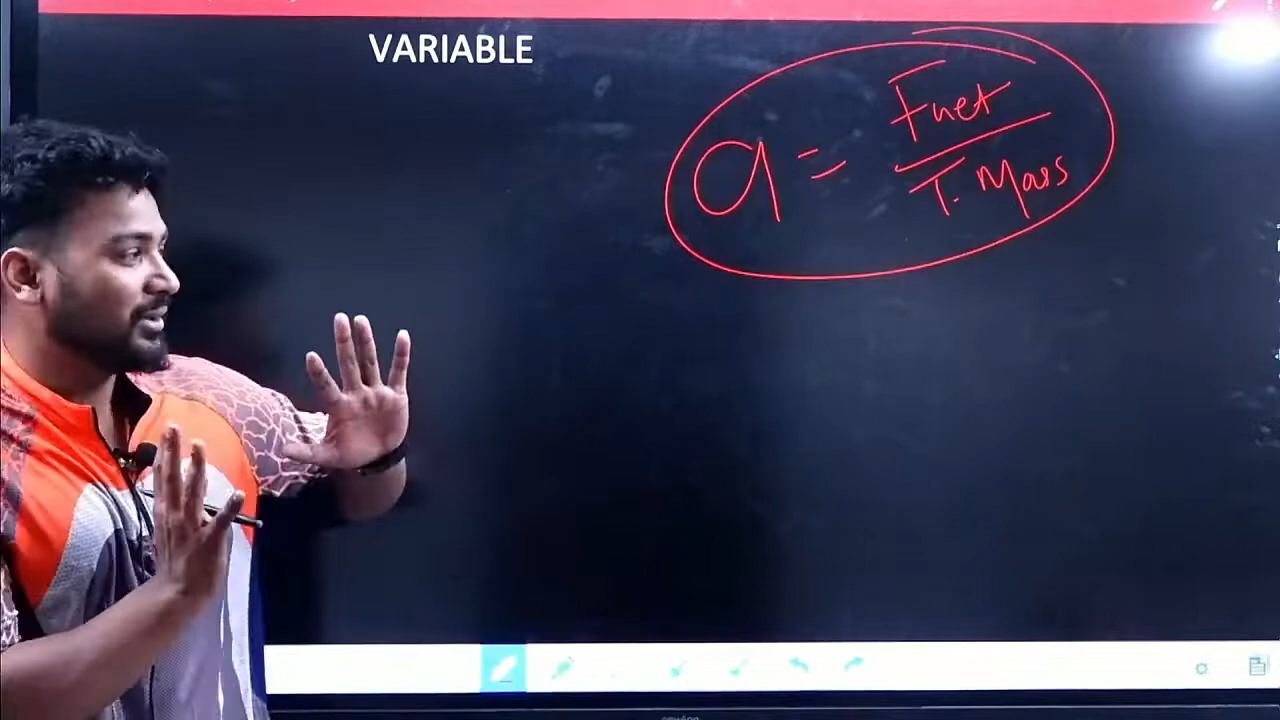 VARIABLE
a = Fnet
T. Mass